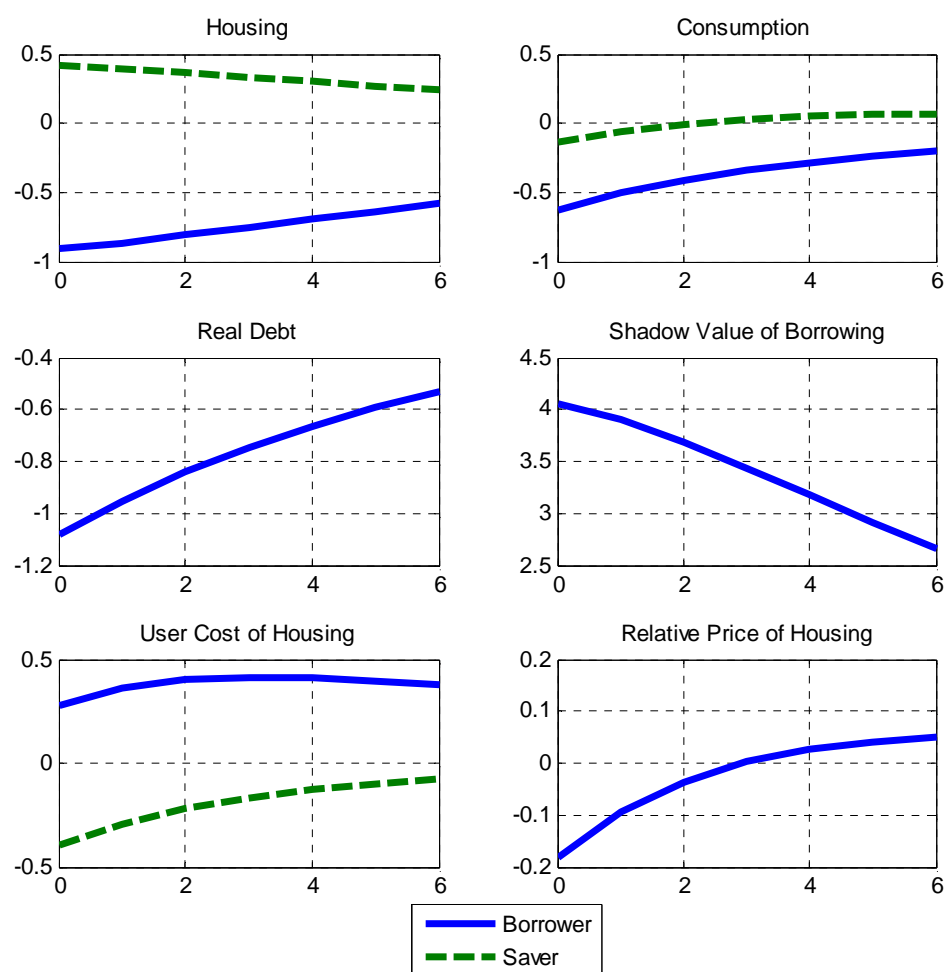 Housing
Consumption
0.5
0
-0.5
-1
0 2 4 6
0.5
0
-0.5
-1
0 2 4 6
Real Debt
Shadow Value of Borrowing
-0.4
-0.6
-0.8
-1
-1.2
0 2 4 6
4.5
4
3.5
3
2.5
0 2 4 6
User Cost of Housing
Relative Price of Housing
0.5
0
-0.5
0 2 4 6
0.2
0.1
0
-0.1
-0.2
0 2 4 6
Borrower
Saver